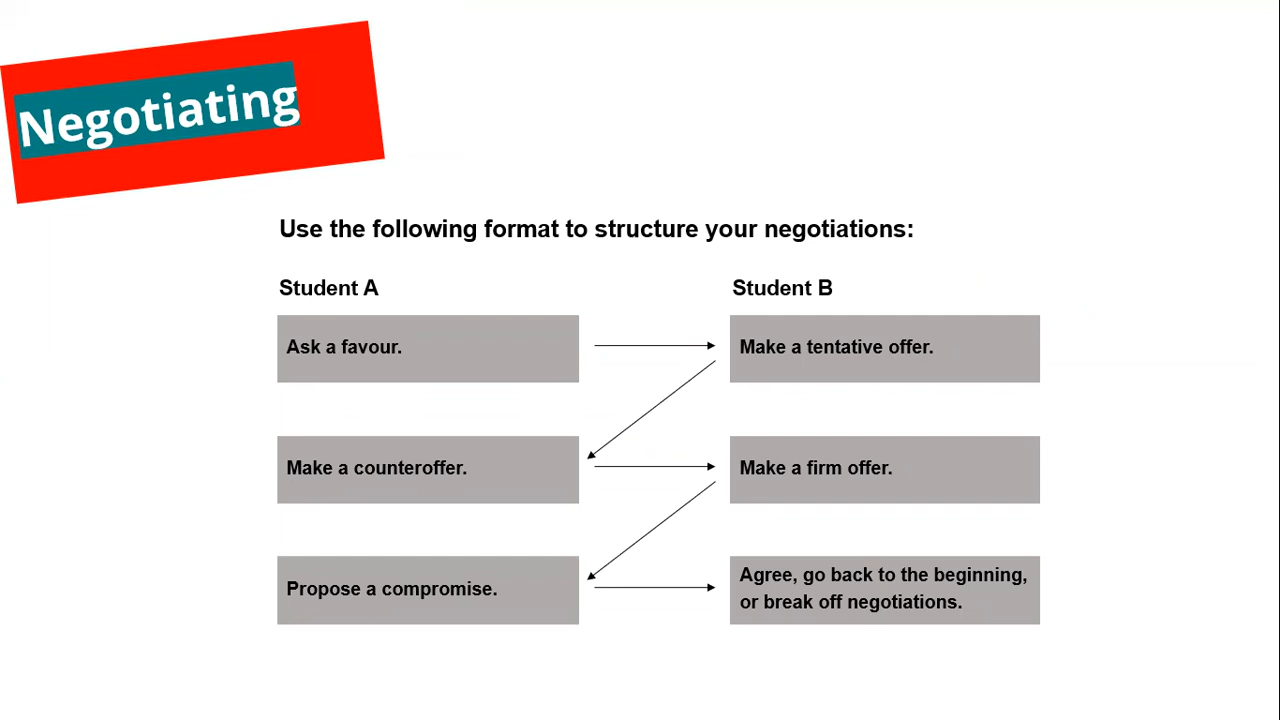 Negotiating
Use the following format to structure your negotiations:
Student A
Student B
Ask a favour.
Make a tentative offer.
Make a counteroffer.
Make a firm offer.
Propose a compromise.
Agree, go back to the beginning,
or break off negotiations.